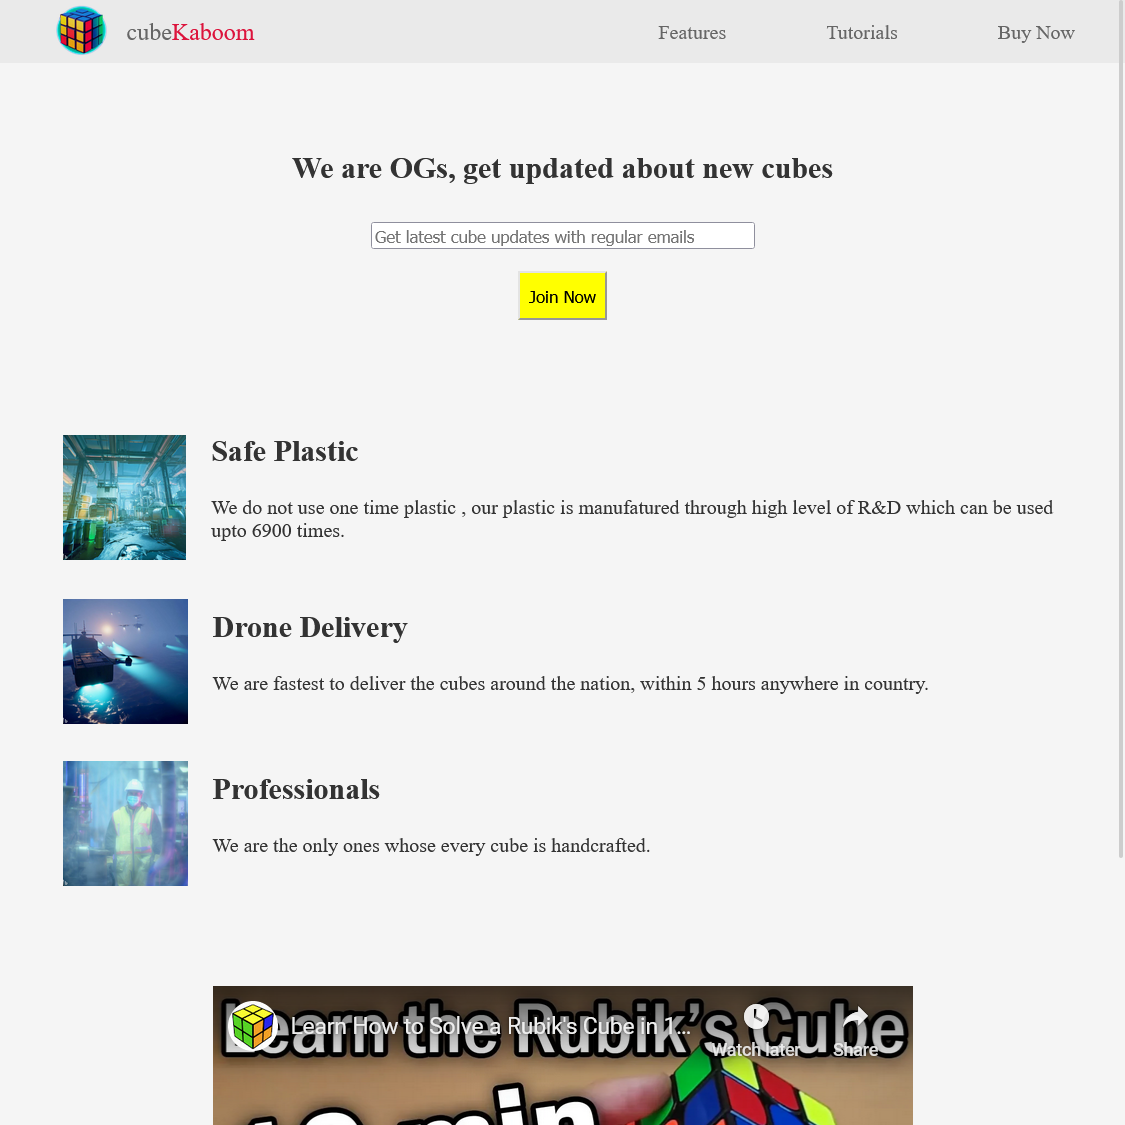 cubeKaboom
Features
Tutorials
Buy Now
We are OGs, get updated about new cubes
Get latest cube updates with regular emails
Join Now
Safe Plastic
We do not use one time plastic , our plastic is manufatured through high level of R&D which can be used
upto 6900 times.
Drone Delivery
We are fastest to deliver the cubes around the nation, within 5 hours anywhere in country.
Professionals
We are the only ones whose every cube is handcrafted.
Learn the Rubik's Cube
Learn How to Solve a Rubik's Cube in 1...
Watch later
Share
10 min